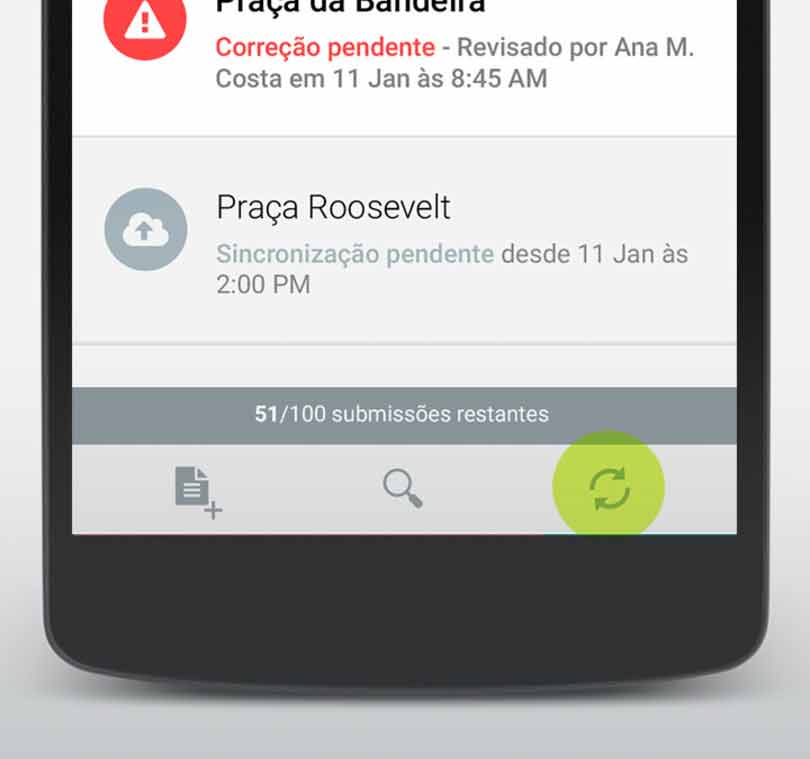 Praça da Bandeira
Correção pendente - Revisado por Ana M.
Costa em 11 Jan às 8:45 AM
Praça Roosevelt
Sincronização pendente desde 11 Jan às
2:00 PM
51/100 submissões restantes